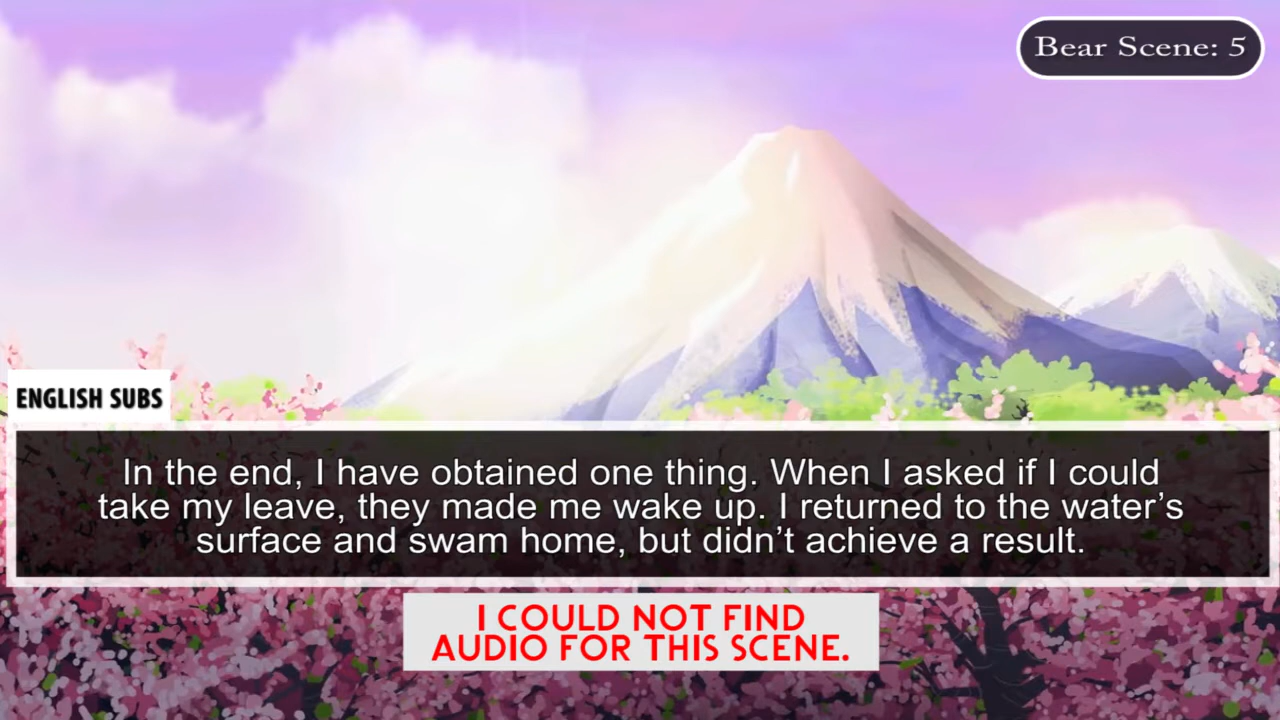 Bear Scene: 5
ENGLISH SUBS
In the end, I have obtained one thing. When I asked if I could
take my leave, they made me wake up. I returned to the water’s
surface and swam home, but didn’t achieve a result.
I COULD NOT FIND
AUDIO FOR THIS SCENE.